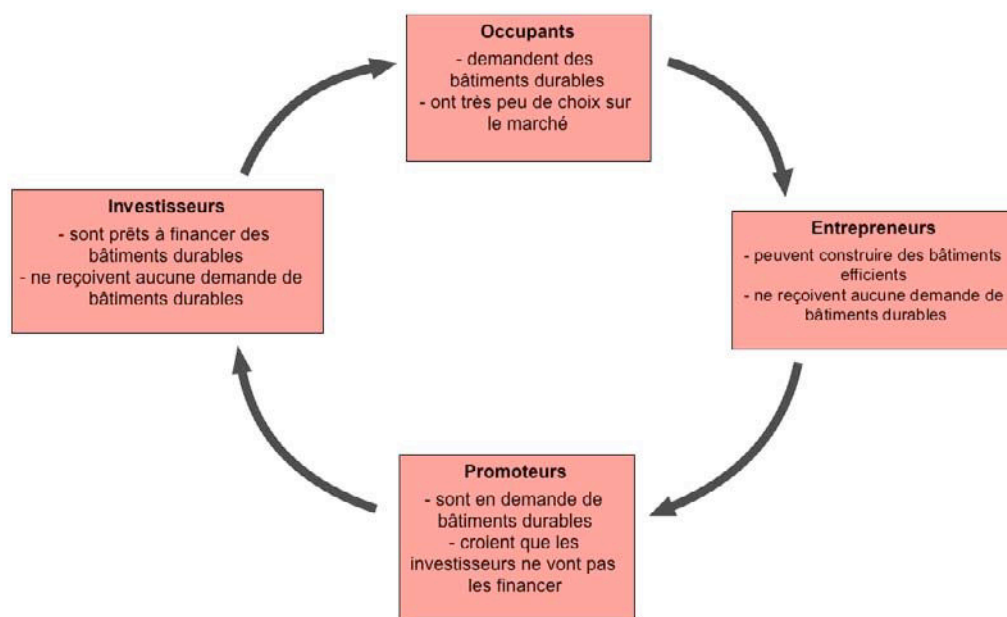 Occupants
- demandent des
bâtiments durables
- ont très peu de choix sur
le marché
Investisseurs
- sont prêts à financer des
bâtiments durables
- ne reçoivent aucune demande de
bâtiments durables
Entrepreneurs
- peuvent construire des bâtiments
efficients
- ne reçoivent aucune demande de
bâtiments durables
Promoteurs
- sont en demande de
bâtiments durables
- croient que les
investisseurs ne vont pas
les financer